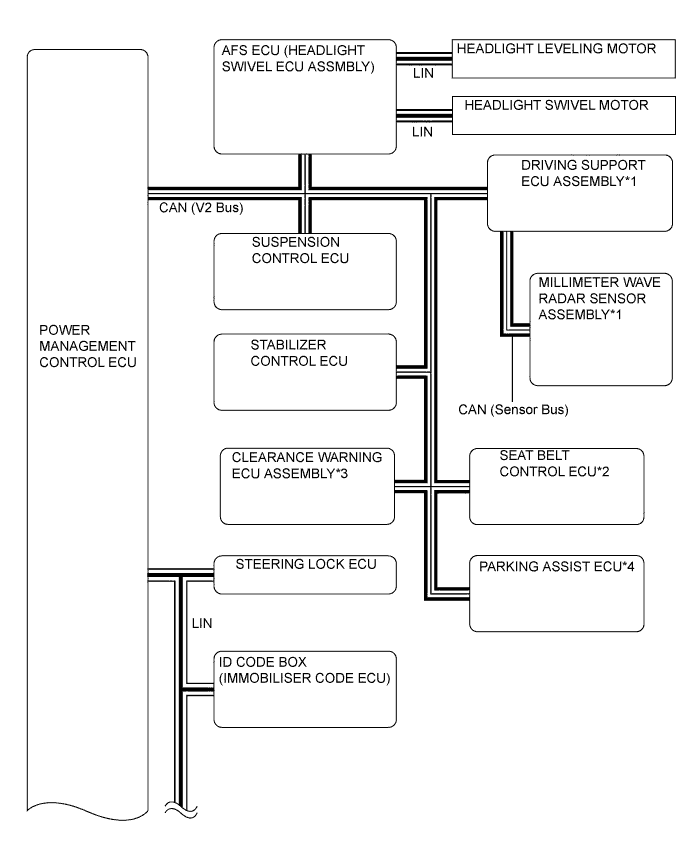 AFS ECU (HEADLIGHT
SWIVEL ECU ASSMBLY)
HEADLIGHT LEVELING MOTOR
LIN
HEADLIGHT SWIVEL MOTOR
LIN
DRIVING SUPPORT
ECU ASSEMBLY*1
CAN (V2 Bus)
SUSPENSION
CONTROL ECU
MILLIMETER WAVE
RADAR SENSOR
ASSEMBLY*1
POWER
MANAGEMENT
CONTROL ECU
STABILIZER
CONTROL ECU
CAN (Sensor Bus)
CLEARANCE WARNING
ECU ASSEMBLY*3
SEAT BELT
CONTROL ECU*2
STEERING LOCK ECU
PARKING ASSIST ECU*4
LIN
ID CODE BOX
(IMMOBILISER CODE ECU)